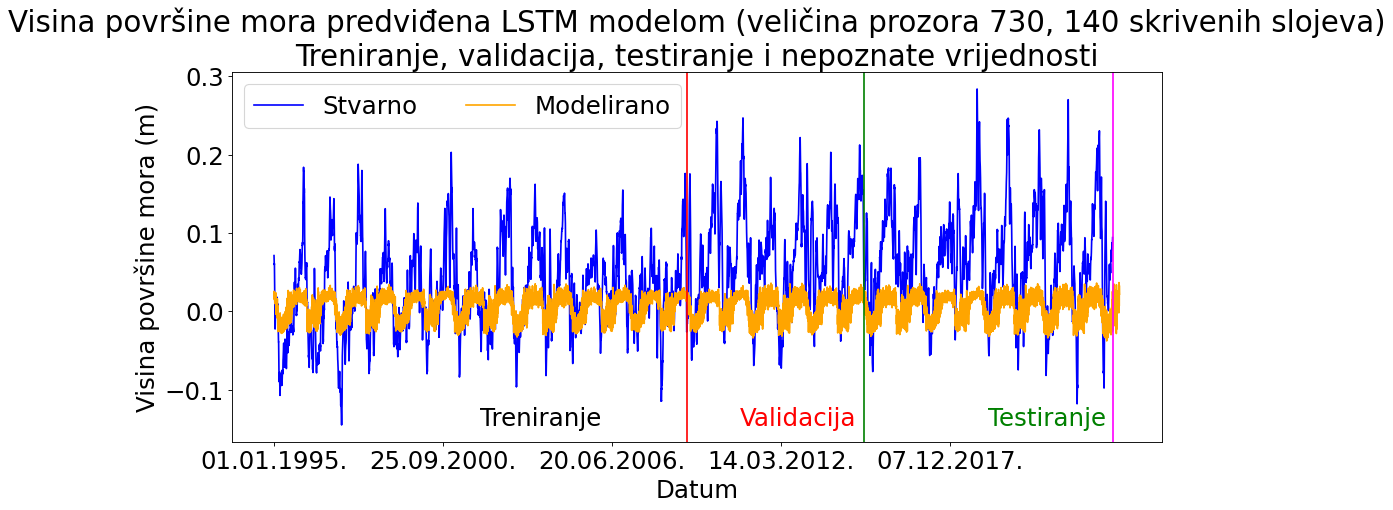 Visina površine mora predviđena LSTM modelom (veličina prozora 730, 140 skrivenih slojeva)
Treniranje, validacija, testiranje i nepoznate vrijednosti
Stvarno
Modelirano
Visina površine mora (m)
0.3
0.2
0.1
0.0
−0.1
Treniranje
Validacija
Testiranje
01.01.1995.
25.09.2000.
20.06.2006.
14.03.2012.
07.12.2017.
Datum